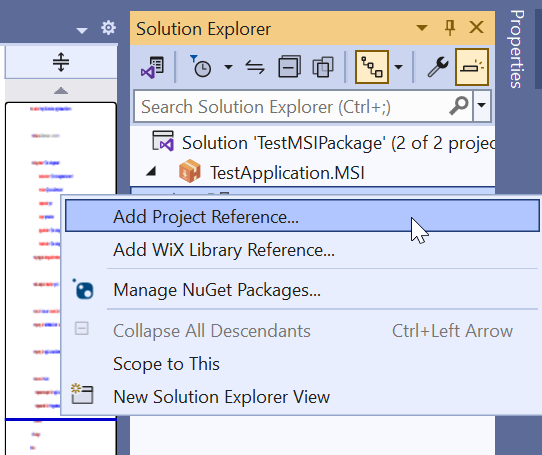 Solution Explorer
Properties
Search Solution Explorer (Ctrl+;)
Solution 'TestMSIPackage' (2 of 2 projec
TestApplication.MSI
Add Project Reference...
Add WiX Library Reference...
Manage NuGet Packages...
Collapse All Descendants Ctrl+Left Arrow
Scope to This
New Solution Explorer View